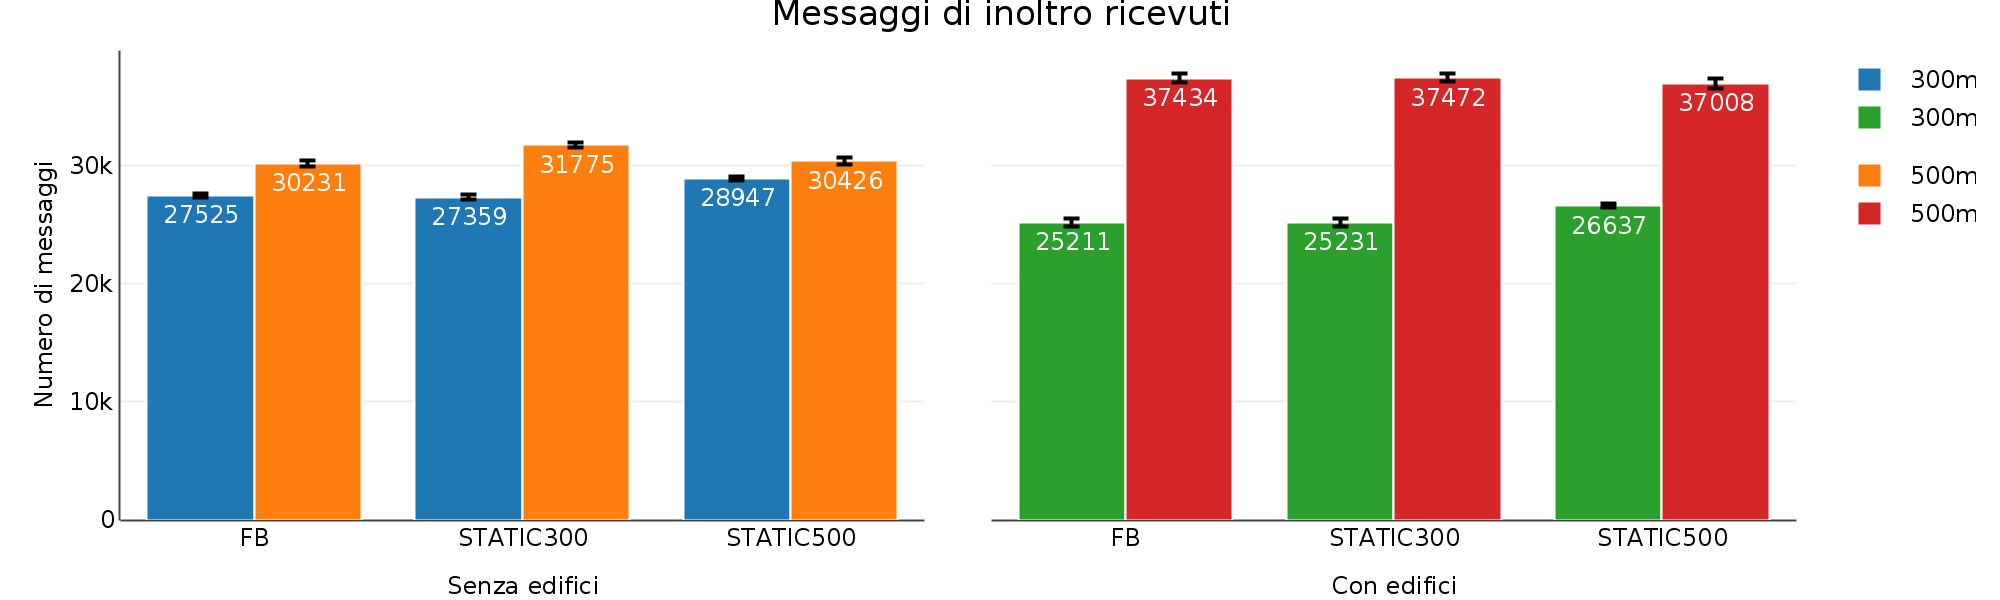 Messaggi di inoltro ricevuti
Numero di messaggi
30k
20k
10k
0
27525
30231
27359
31775
28947
30426
FB
STATIC300
STATIC500
Senza edifici
25211
37434
25231
37472
26637
37008
FB
STATIC300
STATIC500
Con edifici
300m
300m
500m
500m